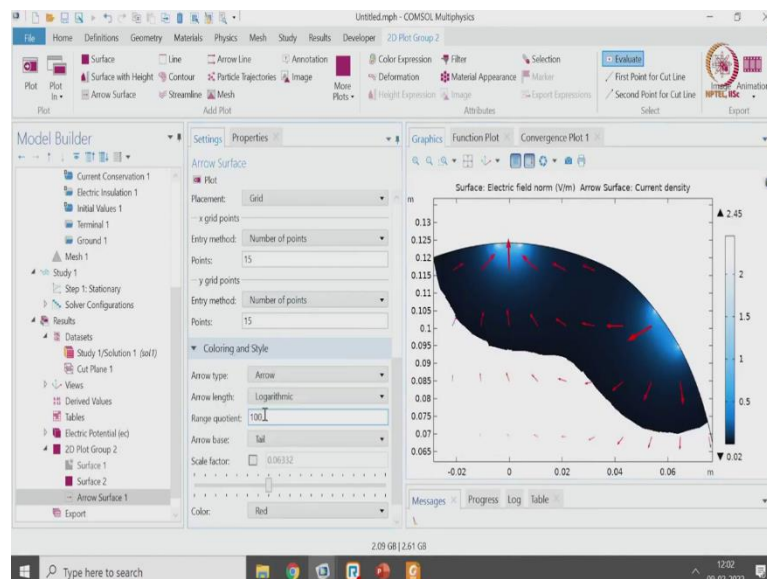 Untitled.mph - COMSOL Multiphysics
File Home Definitions Geometry Materials Physics Mesh Study Results Developer 2D Plot Group 2
Surface Line Arrow Line Annotation Color Expression Filter Selection Evaluate
Plot Plot In Surface with Height Contour Particle Trajectories Image More Plots Deformation Material Appearance Marker First Point for Cut Line Image Animation
Arrow Surface Streamline Mesh Height Expression Image Export Expressions Second Point for Cut Line NPTEL, IISc
Plot Add Plot Attributes Select Export
Model Builder
Current Conservation 1
Electric Insulation 1
Initial Values 1
Terminal 1
Ground 1
Mesh 1
Study 1
Step 1: Stationary
Solver Configurations
Results
Datasets
Study 1/Solution 1 (sol1)
Cut Plane 1
Views
Derived Values
Tables
Electric Potential (ec)
2D Plot Group 2
Surface 1
Surface 2
Arrow Surface 1
Export
Settings Properties
Arrow Surface
Plot
Placement: Grid
x grid points
Entry method: Number of points
Points: 15
y grid points
Entry method: Number of points
Points: 15
Coloring and Style
Arrow type: Arrow
Arrow length: Logarithmic
Range quotient: 100
Arrow base: Tail
Scale factor: 0.06332
Color: Red
Graphics Function Plot Convergence Plot 1
Surface: Electric field norm (V/m) Arrow Surface: Current density
m
0.13
0.125
0.12
0.115
0.11
0.105
0.1
0.095
0.09
0.085
0.08
0.075
0.07
0.065
-0.02 0 0.02 0.04 0.06 m
▲ 2.45
2
1
0.5
▼ 0.02
Messages Progress Log Table
2.09 GB | 2.61 GB
Type here to search
12:02